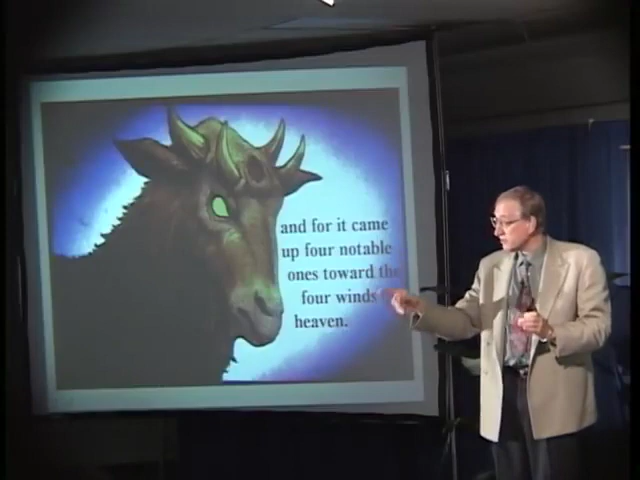 and for it came
up four notable
ones toward the
four winds
heaven.